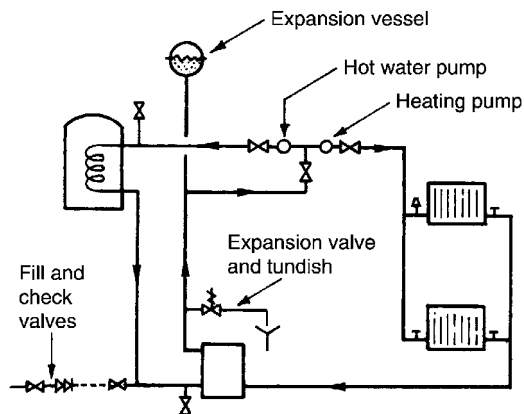 Expansion vessel
Hot water pump
Heating pump
Expansion valve
and tundish
Fill and
check
valves